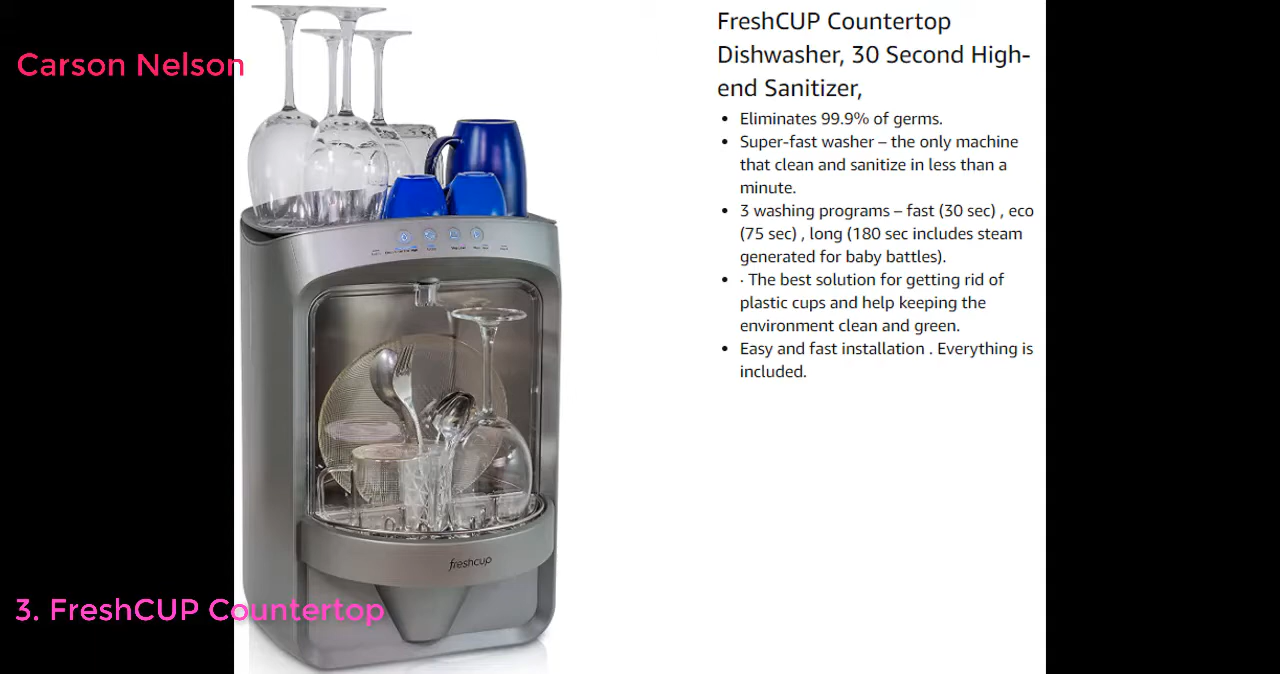 Carson Nelson
FreshCUP Countertop
Dishwasher, 30 Second High-
end Sanitizer,
• Eliminates 99.9% of germs.
• Super-fast washer – the only machine
that clean and sanitize in less than a
minute.
• 3 washing programs – fast (30 sec) , eco
(75 sec) , long (180 sec includes steam
generated for baby battles).
• · The best solution for getting rid of
plastic cups and help keeping the
environment clean and green.
• Easy and fast installation . Everything is
included.
freshcup
3. FreshCUP Countertop